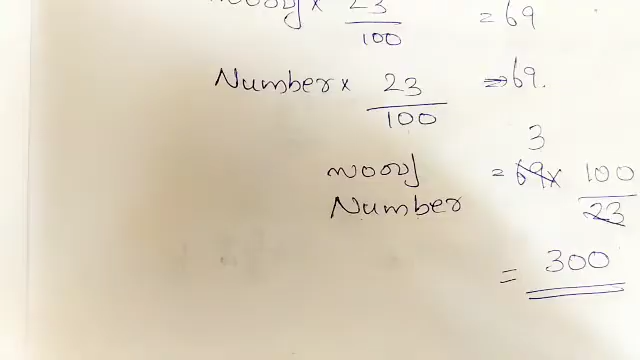 സംഖ്യ × 23/100 = 69
Number × 23/100 => 69.
3
സംഖ്യ = 69 × 100/23
Number
= 300